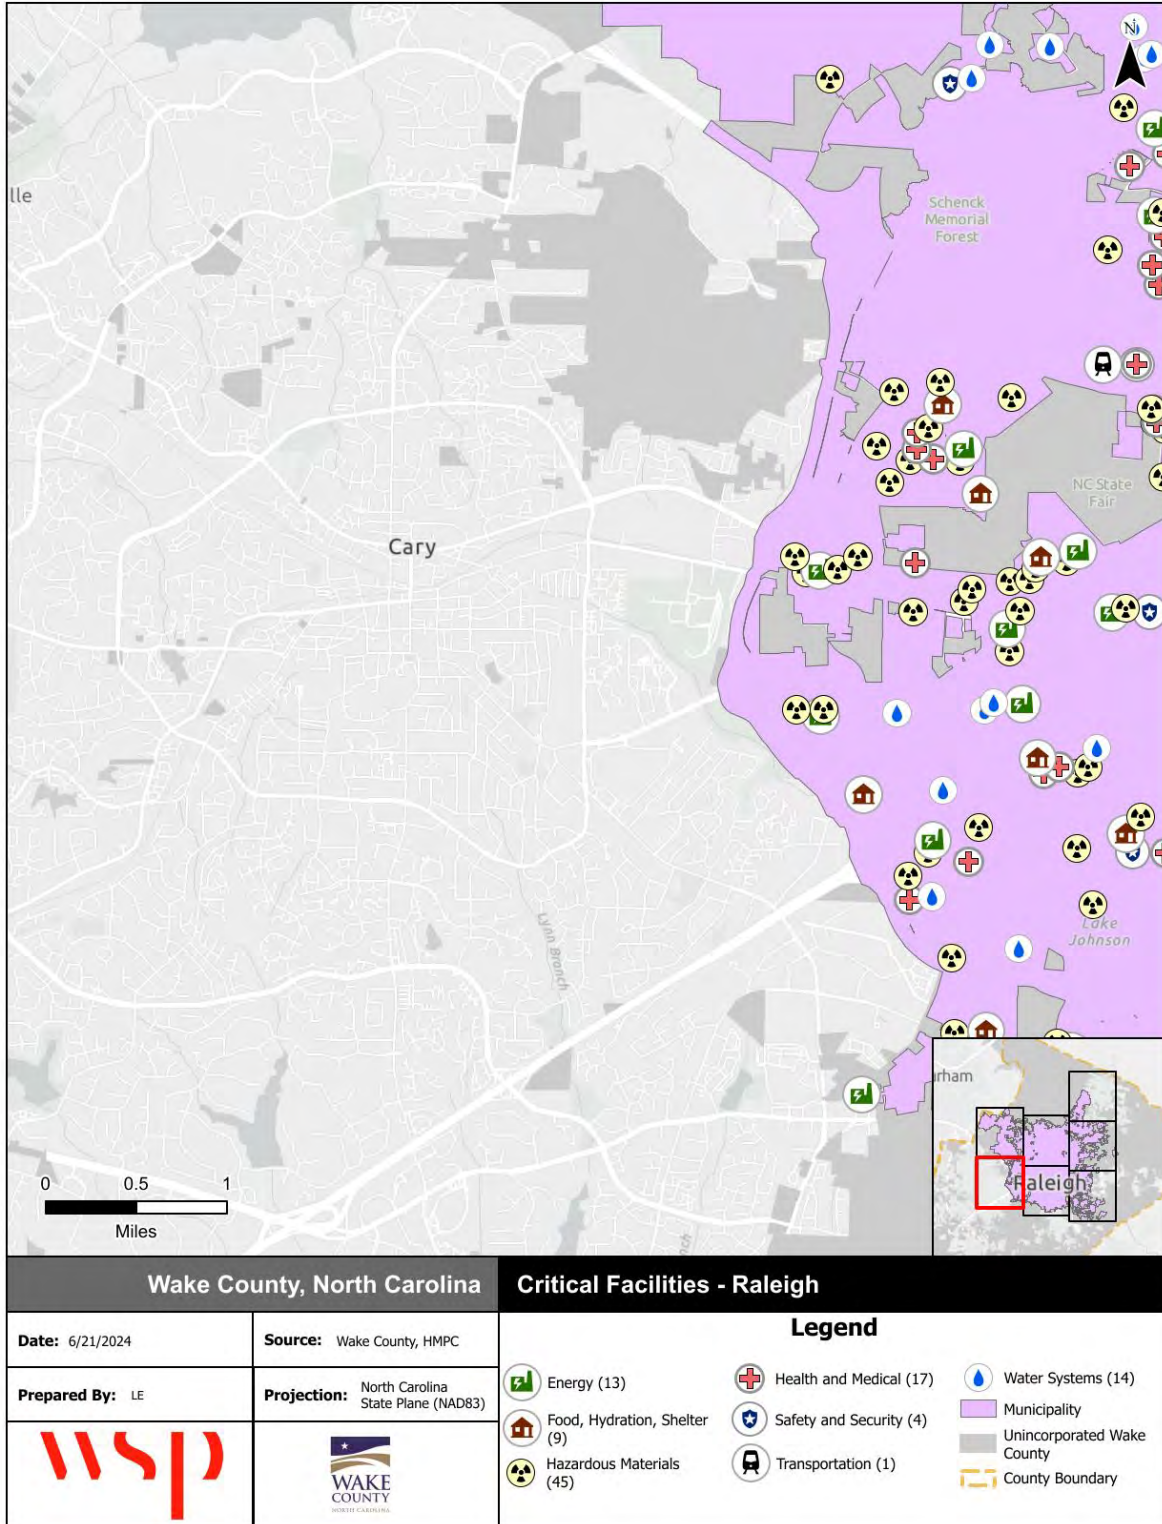 N
lle
Schenck
Memorial
Forest
NC State
Fair
Cary
Lynn Branch
Lake
Johnson
rham
Raleigh
0 0.5 1
Miles
Wake County, North Carolina
Critical Facilities - Raleigh
Date: 6/21/2024
Source: Wake County, HMPC
Prepared By: LE
Projection: North Carolina
State Plane (NAD83)
wsp
WAKE
COUNTY
NORTH CAROLINA
Legend
Energy (13)
Food, Hydration, Shelter
(9)
Hazardous Materials
(45)
Health and Medical (17)
Safety and Security (4)
Transportation (1)
Water Systems (14)
Municipality
Unincorporated Wake
County
County Boundary